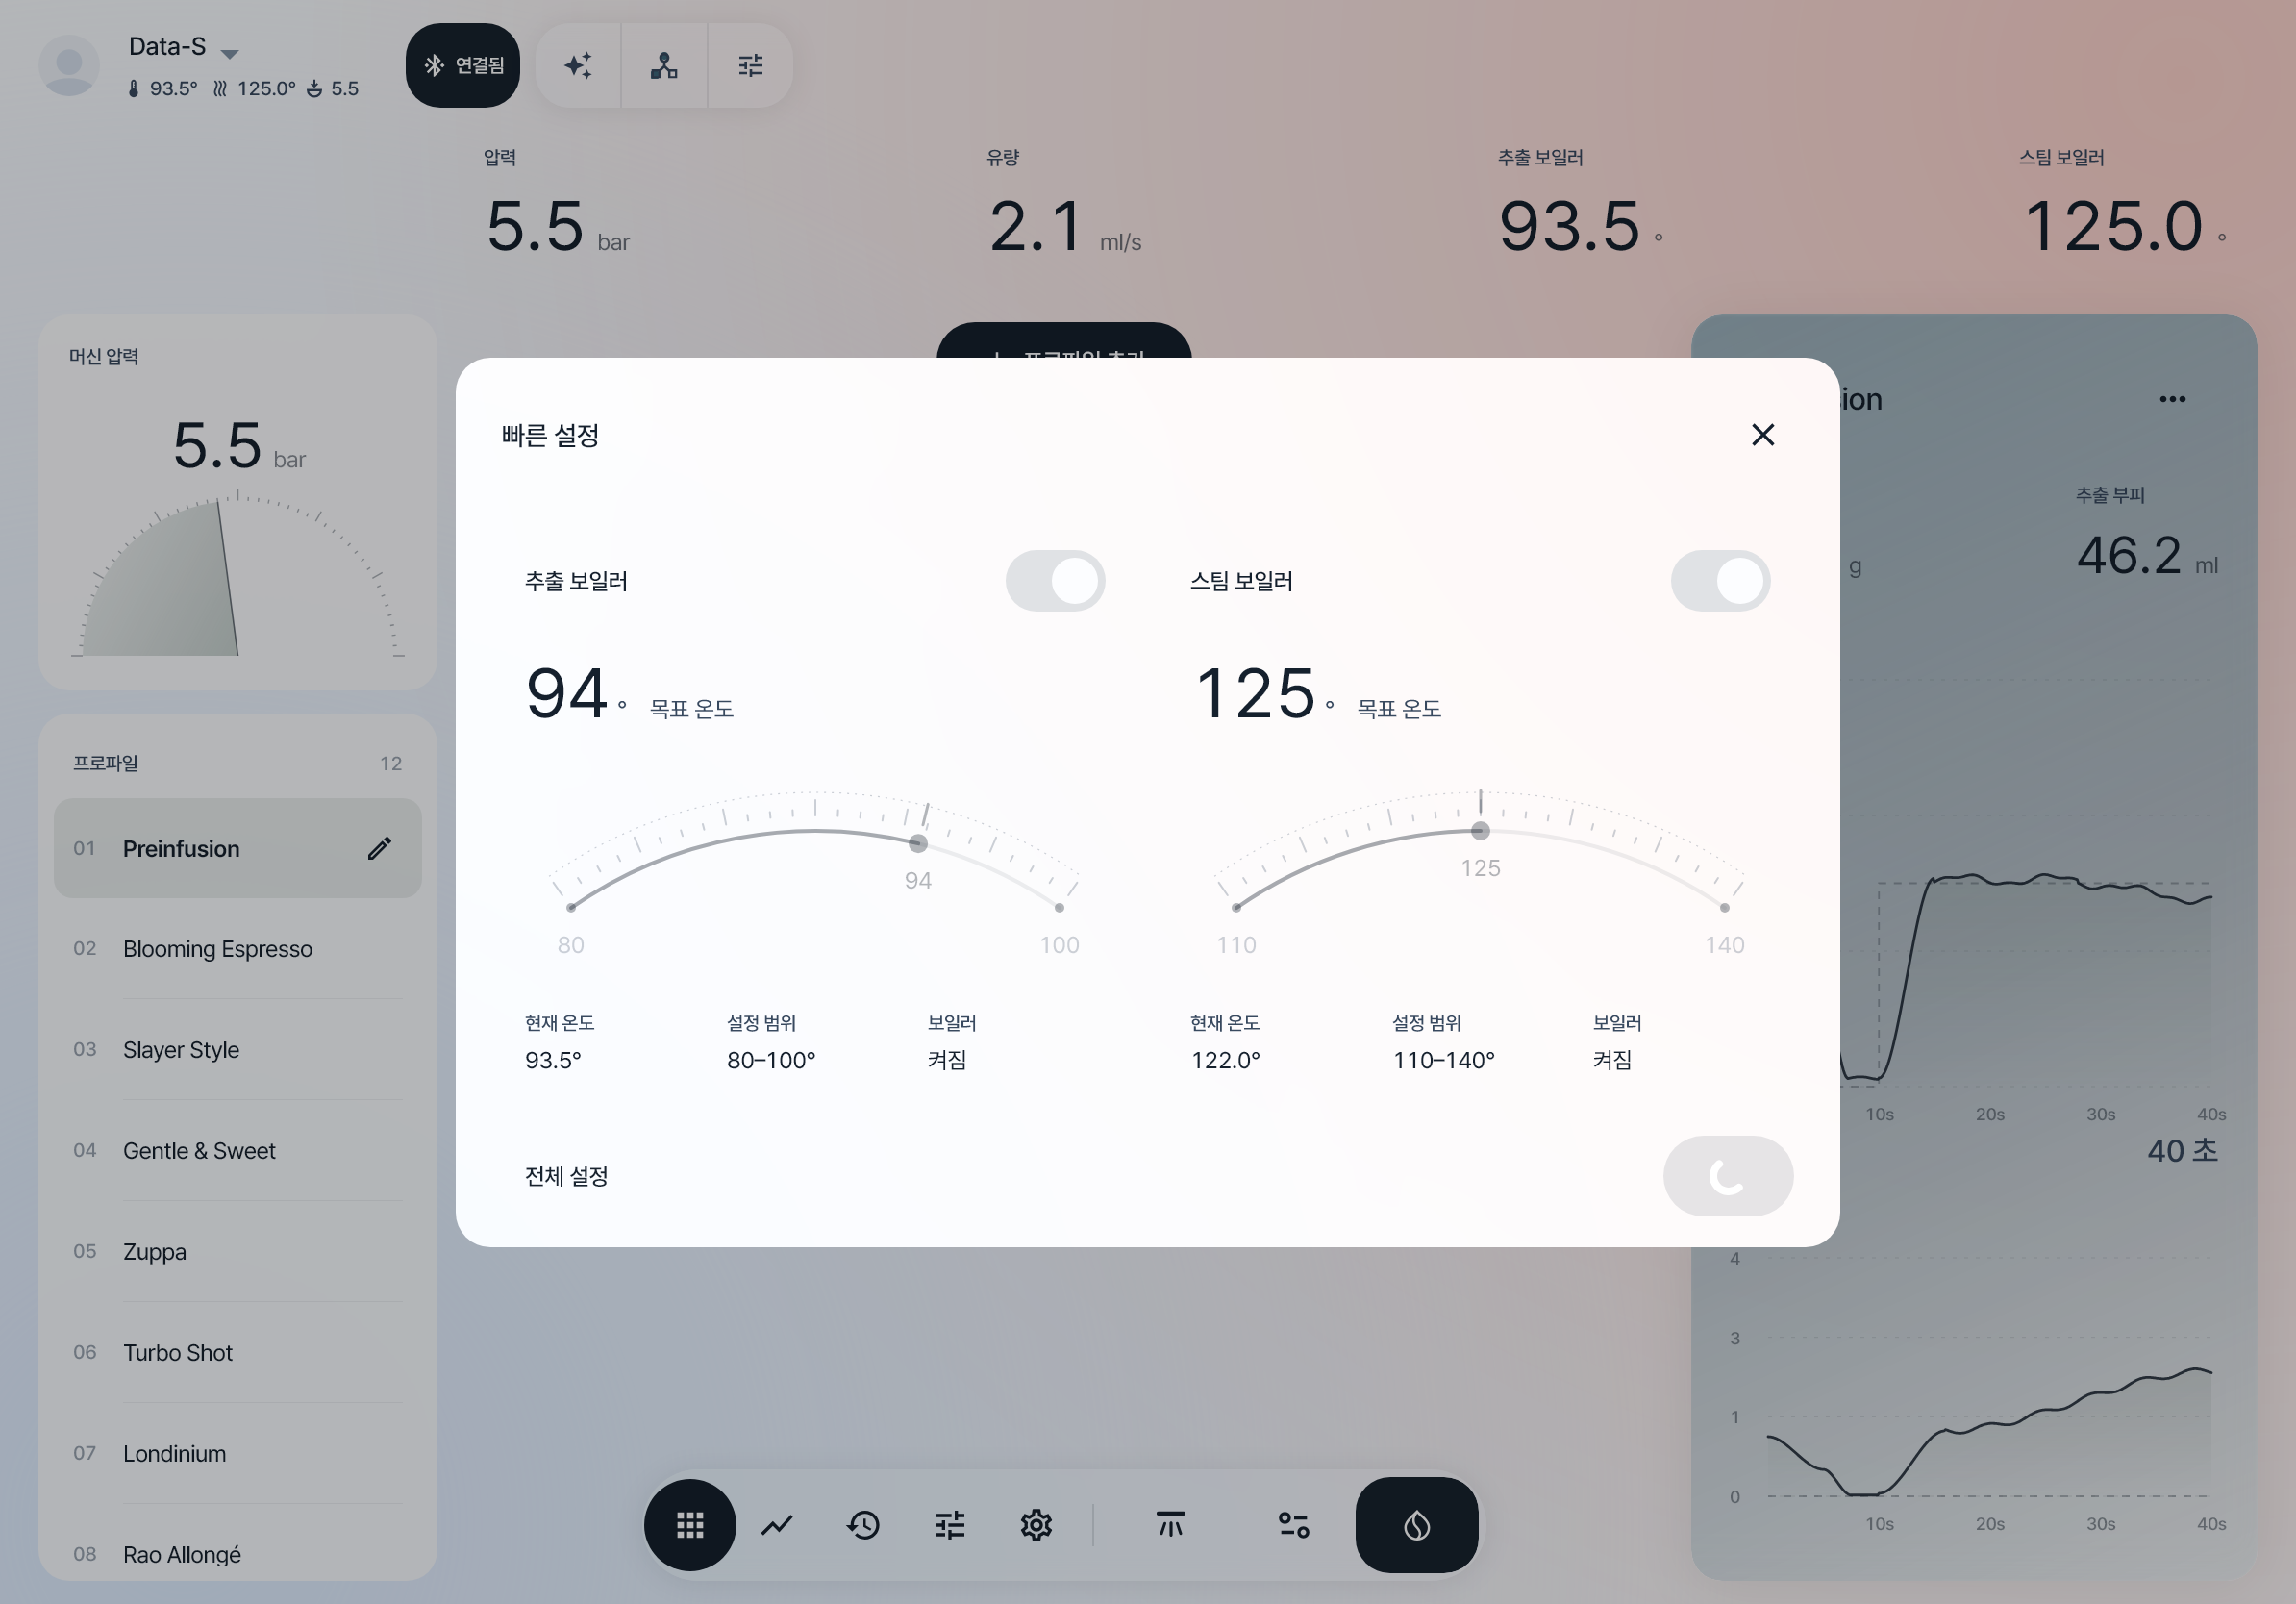 Data-S
93.5° 125.0° 5.5
연결됨
압력
5.5 bar
유량
2.1 ml/s
추출 보일러
93.5 °
스팀 보일러
125.0 °
머신 압력
5.5 bar
프로파일 12
01 Preinfusion
02 Blooming Espresso
03 Slayer Style
04 Gentle & Sweet
05 Zuppa
06 Turbo Shot
07 Londinium
08 Rao Allongé
빠른 설정
추출 보일러
94 ° 목표 온도
94
80 100
현재 온도 설정 범위 보일러
93.5° 80–100° 켜짐
스팀 보일러
125 ° 목표 온도
125
110 140
현재 온도 설정 범위 보일러
122.0° 110–140° 켜짐
전체 설정
sion
추출 부피
g
46.2 ml
10s 20s 30s 40s
40 초
4
3
1
0
10s 20s 30s 40s